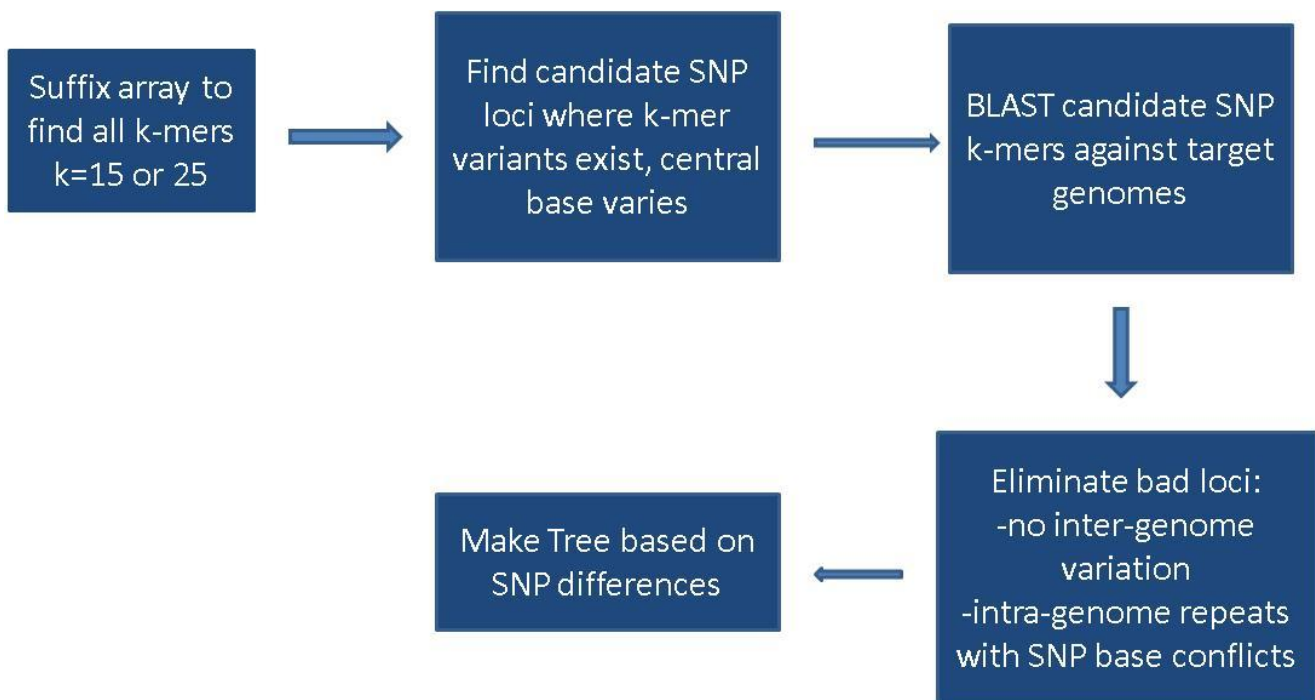 Suffix array to
find all k-mers
k=15 or 25
Find candidate SNP
loci where k-mer
variants exist, central
base varies
BLAST candidate SNP
k-mers against target
genomes
Eliminate bad loci:
-no inter-genome
variation
-intra-genome repeats
with SNP base conflicts
Make Tree based on
SNP differences